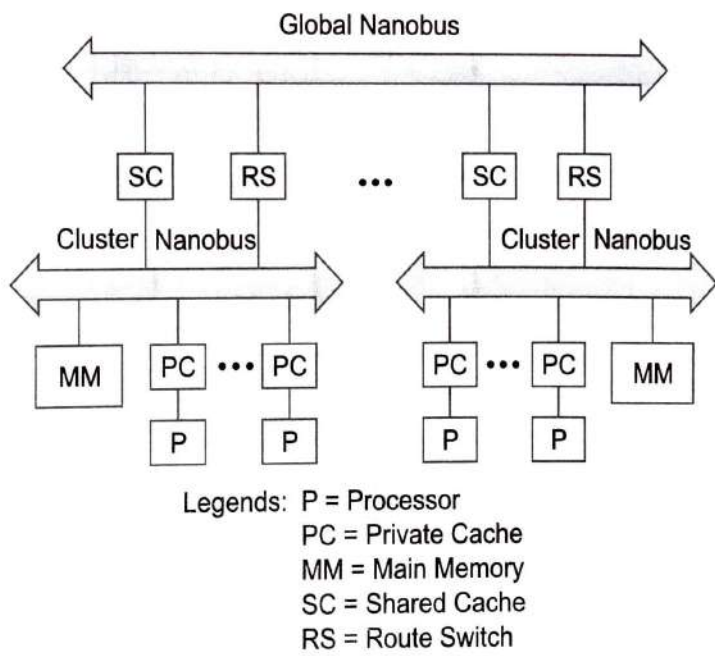 Global Nanobus
SC RS ••• SC RS
Cluster Nanobus Cluster Nanobus
MM PC ••• PC PC ••• PC MM
P P P P
Legends: P = Processor
PC = Private Cache
MM = Main Memory
SC = Shared Cache
RS = Route Switch